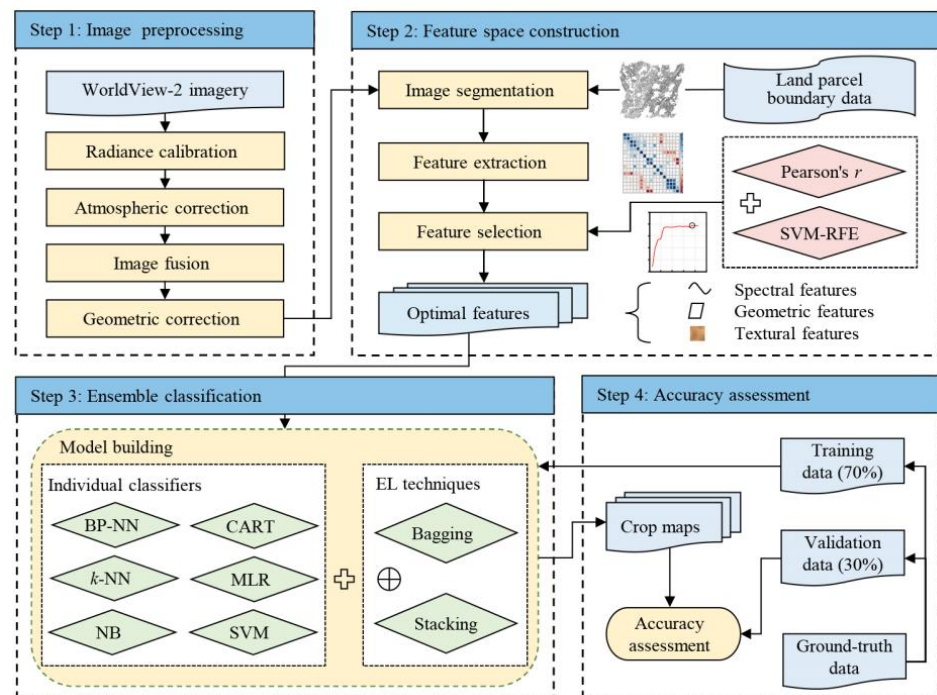 Step 1: Image preprocessing
WorldView-2 imagery
Radiance calibration
Atmospheric correction
Image fusion
Geometric correction
Step 2: Feature space construction
Image segmentation
Land parcel
boundary data
Feature extraction
Feature selection
Pearson's r
SVM-RFE
Optimal features
Spectral features
Geometric features
Textural features
Step 3: Ensemble classification
Model building
Individual classifiers
BP-NN
CART
k-NN
MLR
NB
SVM
EL techniques
Bagging
Stacking
Step 4: Accuracy assessment
Training
data (70%)
Crop maps
Validation
data (30%)
Accuracy
assessment
Ground-truth
data